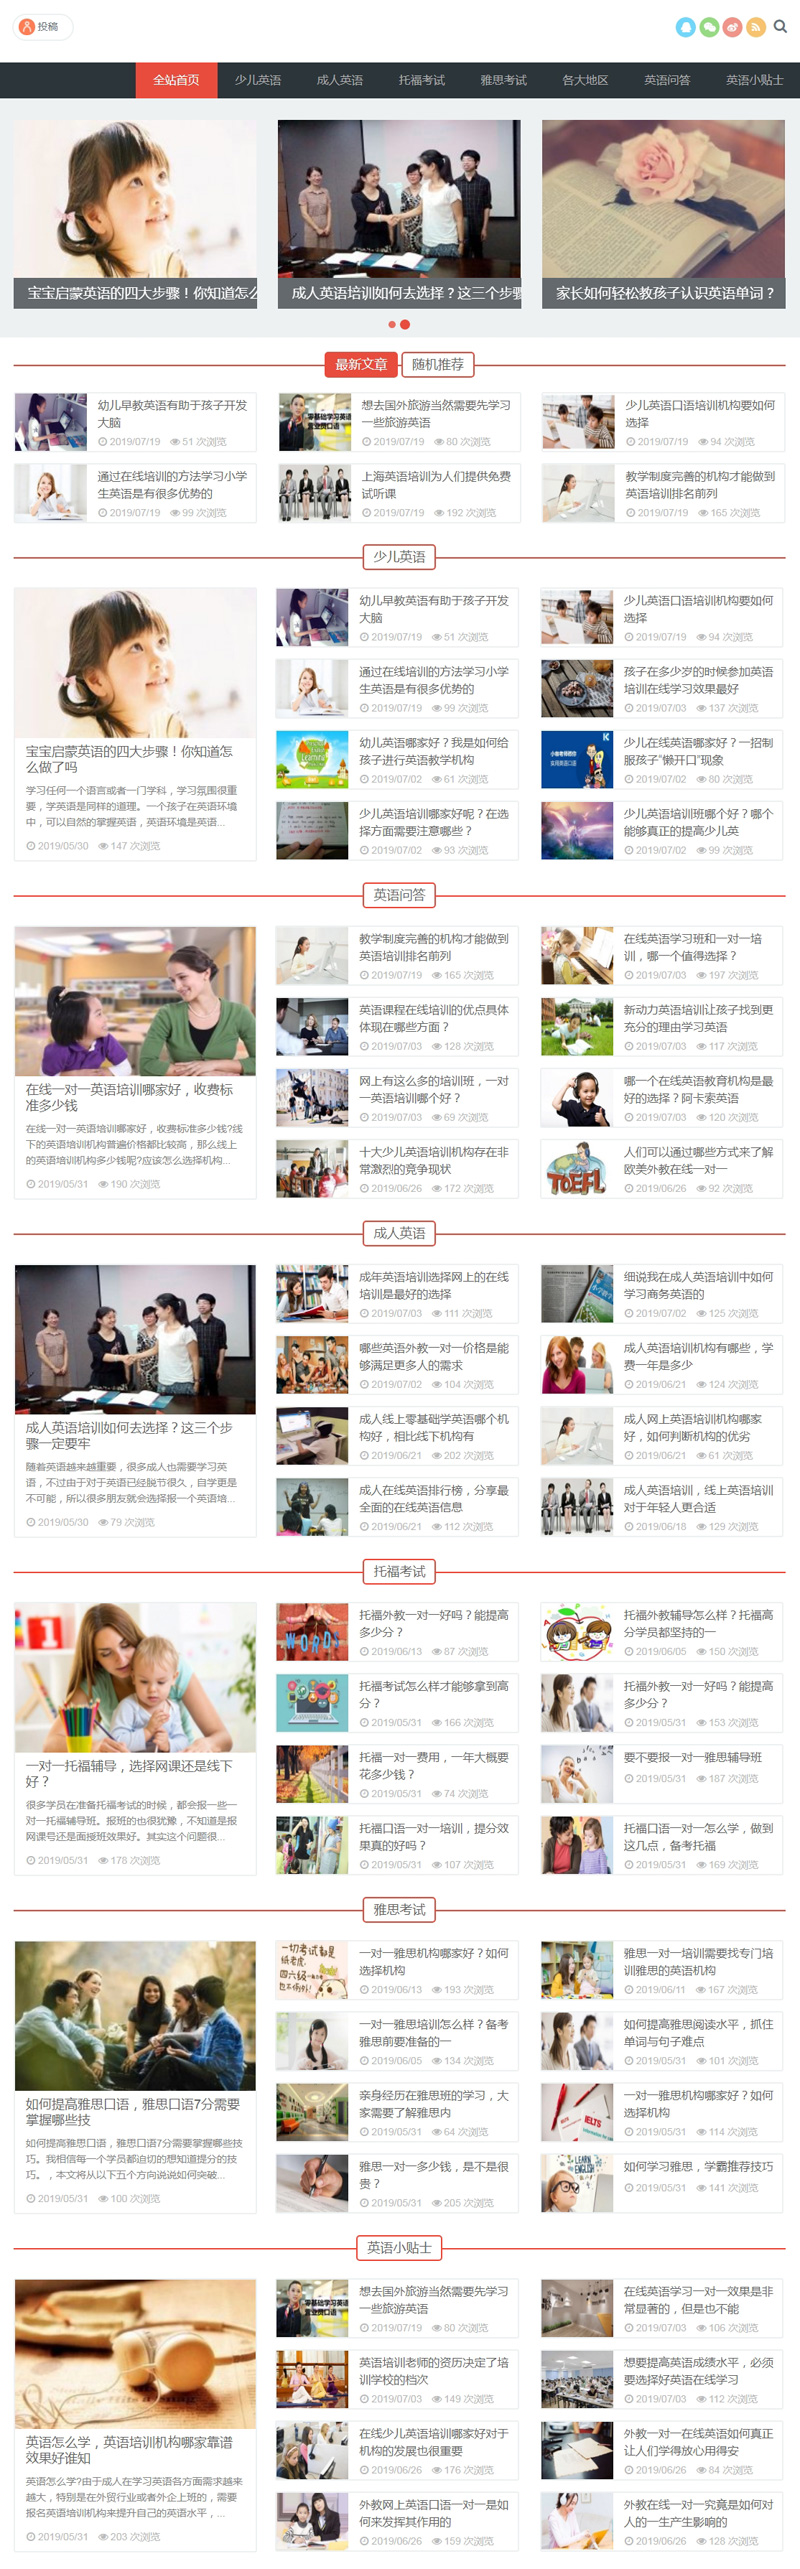 投稿
全站首页 少儿英语 成人英语 托福考试 雅思考试 各大地区 英语问答 英语小贴士
宝宝启蒙英语的四大步骤！你知道怎么
成人英语培训如何去选择？这三个步骤
家长如何轻松教孩子认识英语单词？
最新文章 随机推荐
幼儿早教英语有助于孩子开发
大脑
2019/07/19 51 次浏览
想去国外旅游当然需要先学习
一些旅游英语
2019/07/19 80 次浏览
少儿英语口语培训机构要如何
选择
2019/07/19 94 次浏览
通过在线培训的方法学习小学
生英语是有很多优势的
2019/07/19 99 次浏览
上海英语培训为人们提供免费
试听课
2019/07/19 192 次浏览
教学制度完善的机构才能做到
英语培训排名前列
2019/07/19 165 次浏览
少儿英语
宝宝启蒙英语的四大步骤！你知道怎
么做了吗
学习任何一个语言或者一门学科，学习氛围很重
要，学英语是同样的道理。一个孩子在英语环境
中，可以自然的掌握英语，英语环境是英语...
2019/05/30 147 次浏览
幼儿早教英语有助于孩子开发
大脑
2019/07/19 51 次浏览
少儿英语口语培训机构要如何
选择
2019/07/19 94 次浏览
通过在线培训的方法学习小学
生英语是有很多优势的
2019/07/19 99 次浏览
孩子在多少岁的时候参加英语
培训在线学习效果最好
2019/07/03 137 次浏览
幼儿英语哪家好？我是如何给
孩子进行英语教学机构
2019/07/02 61 次浏览
少儿在线英语哪家好？一招制
服孩子“懒开口”现象
2019/07/02 80 次浏览
少儿英语培训哪家好呢？在选
择方面需要注意哪些？
2019/07/02 93 次浏览
少儿英语培训班哪个好？哪个
能够真正的提高少儿英
2019/07/02 99 次浏览
英语问答
在线一对一英语培训哪家好，收费标
准多少钱
在线一对一英语培训哪家好，收费标准多少钱?线
下的英语培训机构普遍价格都比较高，那么线上
的英语培训机构多少钱呢?应该怎么选择机构...
2019/05/31 190 次浏览
教学制度完善的机构才能做到
英语培训排名前列
2019/07/19 165 次浏览
在线英语学习班和一对一培
训，哪一个值得选择？
2019/07/03 197 次浏览
英语课程在线培训的优点具体
体现在哪些方面？
2019/07/03 128 次浏览
新动力英语培训让孩子找到更
充分的理由学习英语
2019/07/03 117 次浏览
网上有这么多的培训班，一对
一英语培训哪个好？
2019/07/03 69 次浏览
哪一个在线英语教育机构是最
好的选择？阿卡索英语
2019/07/03 120 次浏览
十大少儿英语培训机构存在非
常激烈的竞争现状
2019/06/26 172 次浏览
TOEFL
人们可以通过哪些方式来了解
欧美外教在线一对一
2019/06/26 92 次浏览
成人英语
成人英语培训如何去选择？这三个步
骤一定要牢
随着英语越来越重要，很多成人也需要学习英
语，不过由于对于英语已经脱节很久，自学更是
不可能，所以很多朋友就会选择报一个英语培...
2019/05/30 79 次浏览
成年英语培训选择网上的在线
培训是最好的选择
2019/07/03 111 次浏览
细说我在成人英语培训中如何
学习商务英语的
2019/07/02 125 次浏览
哪些英语外教一对一价格是能
够满足更多人的需求
2019/07/02 104 次浏览
成人英语培训机构有哪些，学
费一年是多少
2019/06/21 124 次浏览
成人线上零基础学英语哪个机
构好，相比线下机构有
2019/06/21 202 次浏览
成人网上英语培训机构哪家
好，如何判断机构的优劣
2019/06/21 61 次浏览
成人在线英语排行榜，分享最
全面的在线英语信息
2019/06/21 112 次浏览
成人英语培训，线上英语培训
对于年轻人更合适
2019/06/18 129 次浏览
托福考试
一对一托福辅导，选择网课还是线下
好？
很多学员在准备托福考试的时候，都会报一些一
对一托福辅导班。报班的也很犹豫，不知道是报
网课号还是面授班效果好。其实这个问题很...
2019/05/31 178 次浏览
WORDS
托福外教一对一好吗？能提高
多少分？
2019/06/13 87 次浏览
托福外教辅导怎么样？托福高
分学员都坚持的一
2019/06/05 150 次浏览
托福考试怎么样才能够拿到高
分？
2019/05/31 166 次浏览
托福外教一对一好吗？能提高
多少分？
2019/05/31 153 次浏览
托福一对一费用，一年大概要
花多少钱？
2019/05/31 74 次浏览
要不要报一对一雅思辅导班
2019/05/31 187 次浏览
托福口语一对一培训，提分效
果真的好吗？
2019/05/31 107 次浏览
托福口语一对一怎么学，做到
这几点，备考托福
2019/05/31 169 次浏览
雅思考试
如何提高雅思口语，雅思口语7分需要
掌握哪些技
如何提高雅思口语，雅思口语7分需要掌握哪些技
巧。我相信每一个学员都迫切的想知道提分的技
巧。，本文将从以下五个方向说说如何突破...
2019/05/31 100 次浏览
一切考试都是
纸老虎
四六级
也不例外!
一对一雅思机构哪家好？如何
选择机构
2019/06/13 193 次浏览
雅思一对一培训需要找专门培
训雅思的英语机构
2019/06/11 167 次浏览
一对一雅思培训怎么样？备考
雅思前要准备的一
2019/06/05 134 次浏览
如何提高雅思阅读水平，抓住
单词与句子难点
2019/05/31 101 次浏览
亲身经历在雅思班的学习，大
家需要了解雅思内
2019/05/31 64 次浏览
IELTS
一对一雅思机构哪家好？如何
选择机构
2019/05/31 114 次浏览
雅思一对一多少钱，是不是很
贵？
2019/05/31 205 次浏览
LEARN ENGLISH
如何学习雅思，学霸推荐技巧
2019/05/31 141 次浏览
英语小贴士
英语怎么学，英语培训机构哪家靠谱
效果好谁知
英语怎么学?由于成人在学习英语各方面需求越来
越大，特别是在外贸行业或者外企上班的，需要
报名英语培训机构来提升自己的英语水平，...
2019/05/31 203 次浏览
想去国外旅游当然需要先学习
一些旅游英语
2019/07/19 80 次浏览
在线英语学习一对一效果是非
常显著的，但是也不能
2019/07/03 106 次浏览
英语培训老师的资历决定了培
训学校的档次
2019/07/03 149 次浏览
想要提高英语成绩水平，必须
要选择好英语在线学习
2019/07/03 112 次浏览
在线少儿英语培训哪家好对于
机构的发展也很重要
2019/06/26 176 次浏览
外教一对一在线英语如何真正
让人们学得放心用得安
2019/06/26 84 次浏览
外教网上英语口语一对一是如
何来发挥其作用的
2019/06/26 159 次浏览
外教在线一对一究竟是如何对
人的一生产生影响的
2019/06/26 128 次浏览